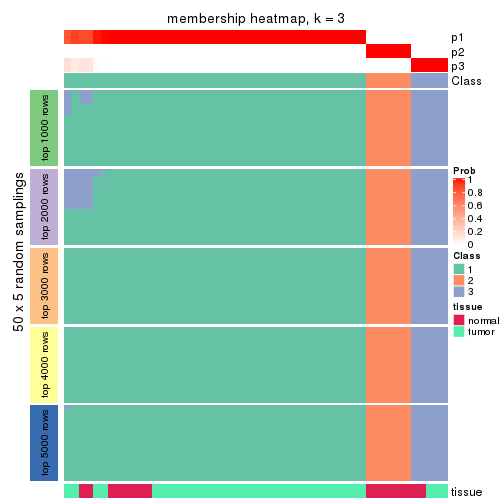 membership heatmap, k = 3
p1
p2
p3
Class
50 x 5 random samplings
top 1000 rows
top 2000 rows
top 3000 rows
top 4000 rows
top 5000 rows
Prob
1
0.8
0.6
0.4
0.2
0
Class
1
2
3
tissue
normal
tumor
tissue